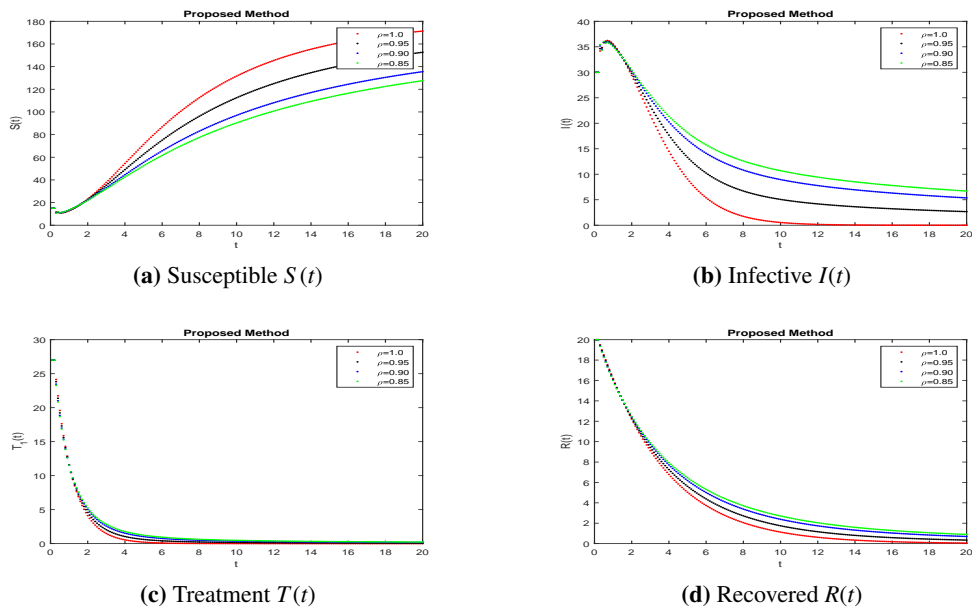 Proposed Method
180
160
140
120
100
80
60
40
20
0
S(t)
0 2 4 6 8 10 12 14 16 18 20
t
ρ=1.0
ρ=0.95
ρ=0.90
ρ=0.85
(a) Susceptible S(t)
Proposed Method
40
35
30
25
20
15
10
5
0
I(t)
0 2 4 6 8 10 12 14 16 18 20
t
ρ=1.0
ρ=0.95
ρ=0.90
ρ=0.85
(b) Infective I(t)
Proposed Method
30
25
20
15
10
5
0
T₁(t)
0 2 4 6 8 10 12 14 16 18 20
t
ρ=1.0
ρ=0.95
ρ=0.90
ρ=0.85
(c) Treatment T(t)
Proposed Method
20
18
16
14
12
10
8
6
4
2
0
R(t)
0 2 4 6 8 10 12 14 16 18 20
t
ρ=1.0
ρ=0.95
ρ=0.90
ρ=0.85
(d) Recovered R(t)